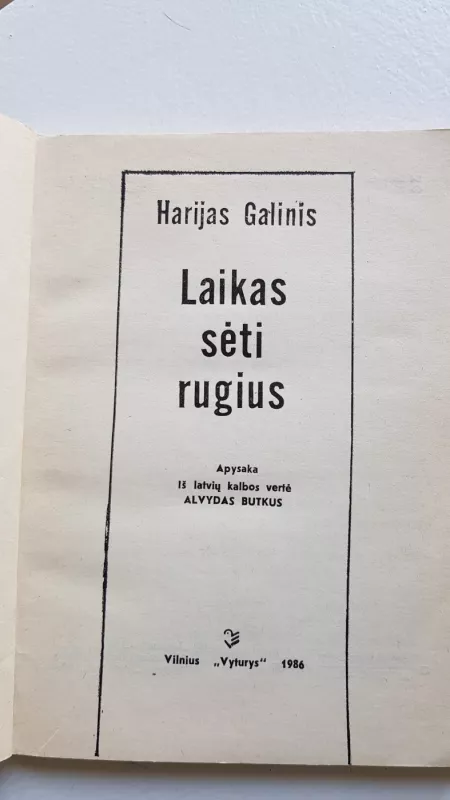 Harijas Galinis
Laikas
sėti
rugius
Apysaka
Iš latvių kalbos vertė
ALVYDAS BUTKUS
Vilnius „Vyturys" 1986